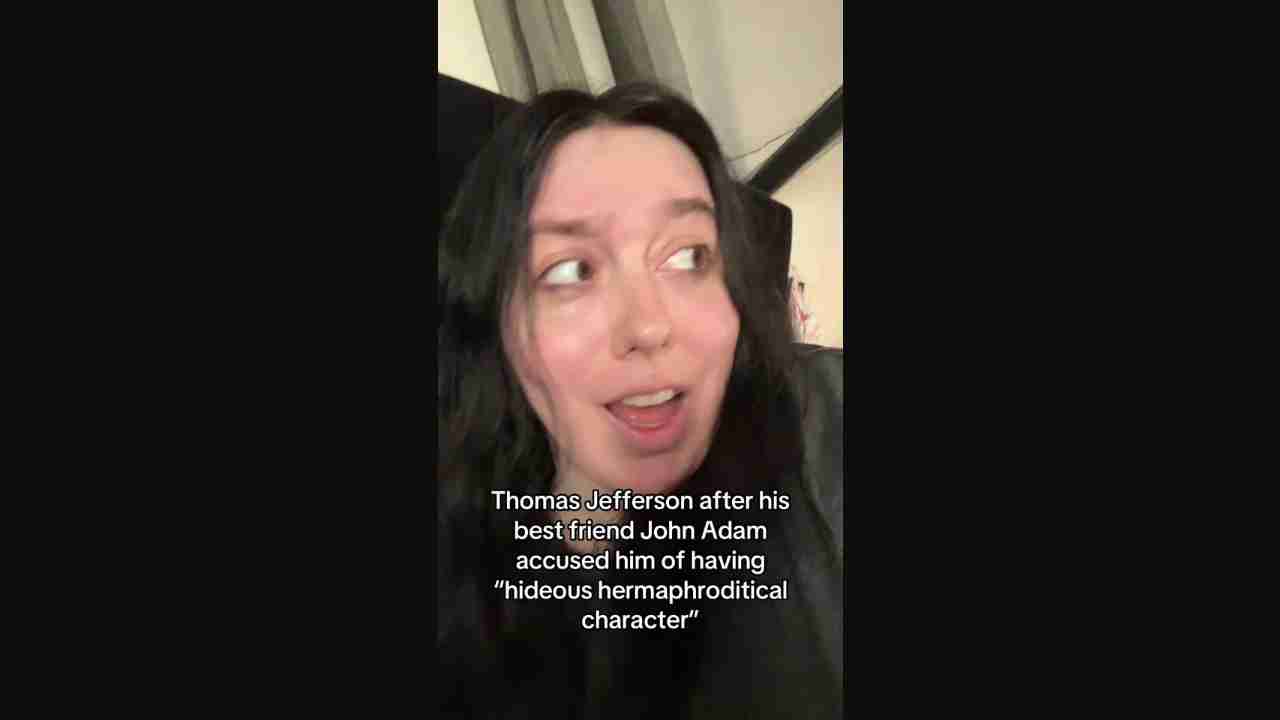 Thomas Jefferson after his
best friend John Adam
accused him of having
“hideous hermaphroditical
character”